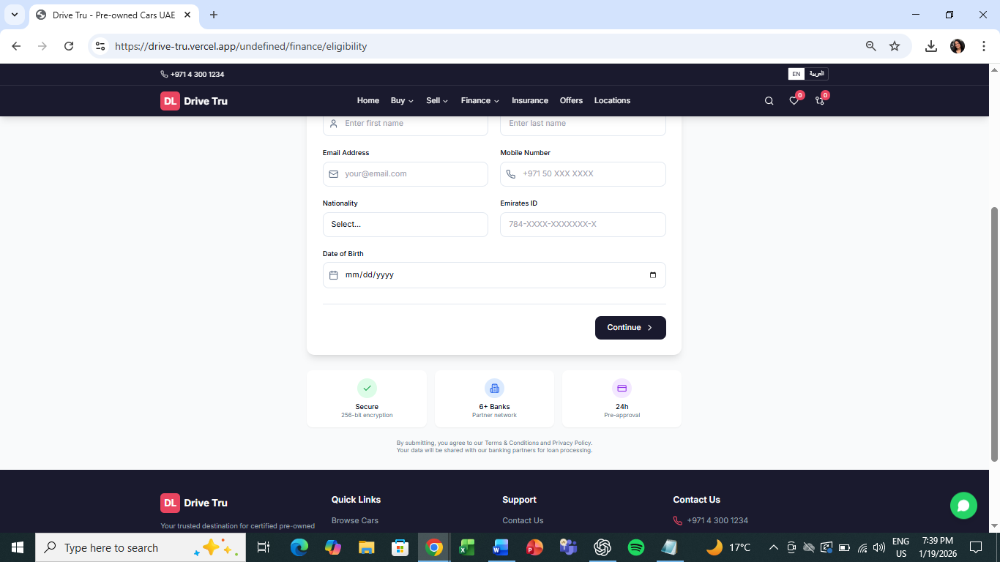 Drive Tru - Pre-owned Cars UAE
https://drive-tru.vercel.app/undefined/finance/eligibility
+971 4 300 1234
EN العربية
DL Drive Tru
Home Buy Sell Finance Insurance Offers Locations
0 0
Enter first name Enter last name
Email Address Mobile Number
your@email.com +971 50 XXX XXXX
Nationality Emirates ID
Select... 784-XXXX-XXXXXXX-X
Date of Birth
mm/dd/yyyy
Continue
Secure 6+ Banks 24h
256-bit encryption Partner network Pre-approval
By submitting, you agree to our Terms & Conditions and Privacy Policy.
Your data will be shared with our banking partners for loan processing.
DL Drive Tru Quick Links Support Contact Us
Your trusted destination for certified pre-owned Browse Cars Contact Us +971 4 300 1234
Type here to search
17°C
ENG
US
7:39 PM
1/19/2026